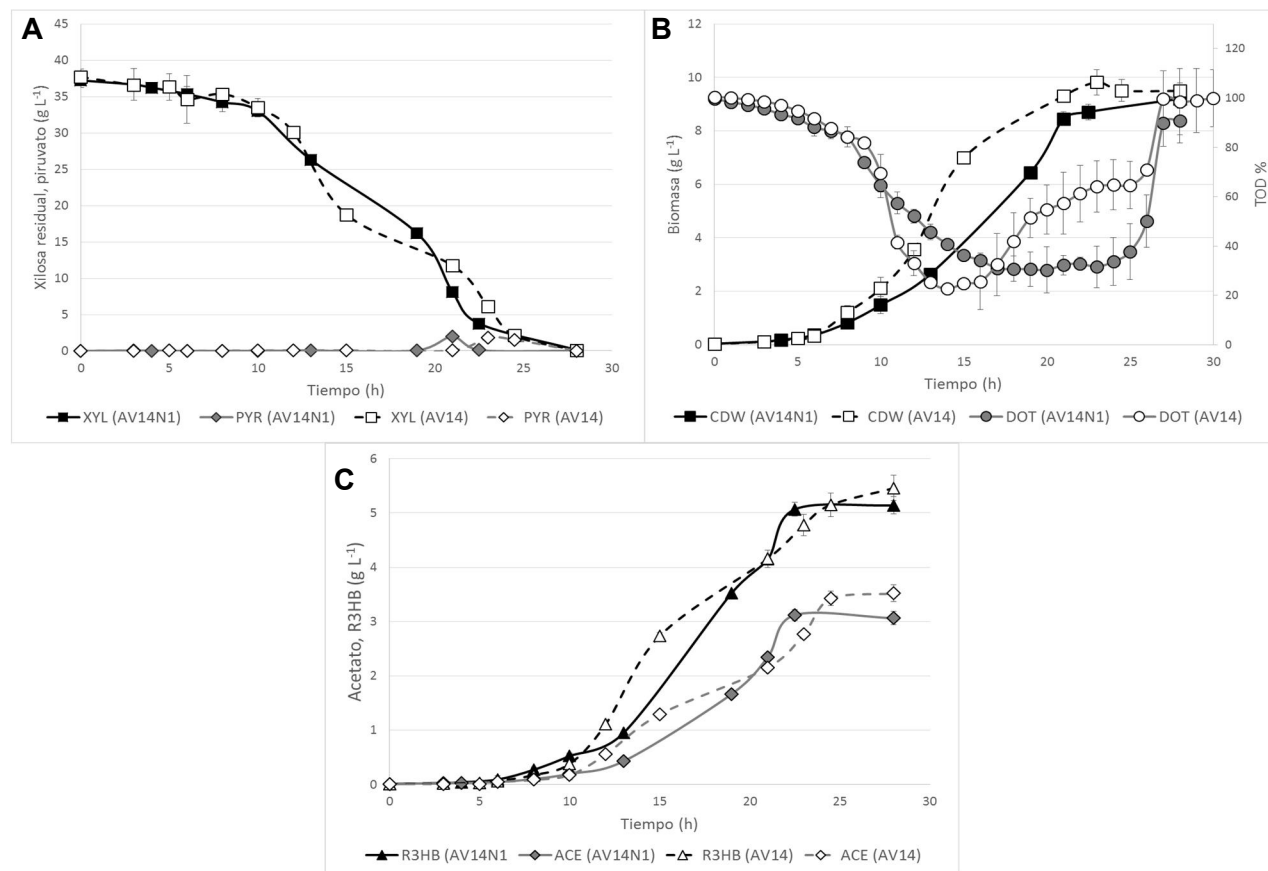 A
Xilosa residual, piruvato (g L-1)
45
40
35
30
25
20
15
10
5
0
0 5 10 15 20 25 30
Tiempo (h)
XYL (AV14N1) PYR (AV14N1) XYL (AV14) PYR (AV14)
B
Biomasa (g L-1)
12
10
8
6
4
2
0
0 5 10 15 20 25 30
120
100
80
60
40
20
0
TOD %
Tiempo (h)
CDW (AV14N1) CDW (AV14) DOT (AV14N1) DOT (AV14)
C
Acetato, R3HB (g L-1)
6
5
4
3
2
1
0
0 5 10 15 20 25 30
Tiempo (h)
R3HB (AV14N1 ACE (AV14N1) R3HB (AV14) ACE (AV14)